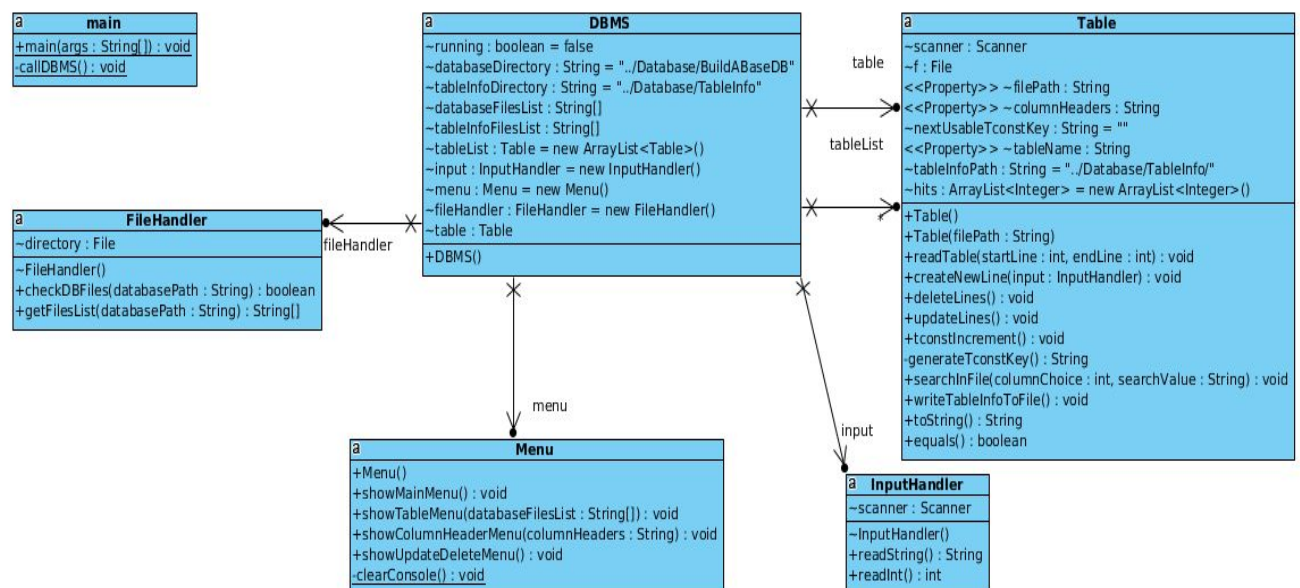 a main
+main(args : String[]) : void
-callDBMS() : void
a DBMS
~running : boolean = false
~databaseDirectory : String = "../Database/BuildABaseDB"
~tableInfoDirectory : String = "../Database/TableInfo"
~databaseFilesList : String[]
~tableInfoFilesList : String[]
~tableList : Table = new ArrayList<Table>()
~input : InputHandler = new InputHandler()
~menu : Menu = new Menu()
~fileHandler : FileHandler = new FileHandler()
~table : Table
+DBMS()
table
tableList
*
a Table
~scanner : Scanner
~f : File
<<Property>> ~filePath : String
<<Property>> ~columnHeaders : String
~nextUsableTconstKey : String = ""
<<Property>> ~tableName : String
~tableInfoPath : String = "../Database/TableInfo/"
~hits : ArrayList<Integer> = new ArrayList<Integer>()
+Table()
+Table(filePath : String)
+readTable(startLine : int, endLine : int) : void
+createNewLine(input : InputHandler) : void
+deleteLines() : void
+updateLines() : void
+tconstIncrement() : void
-generateTconstKey() : String
+searchInFile(columnChoice : int, searchValue : String) : void
+writeTableInfoToFile() : void
+toString() : String
+equals() : boolean
a FileHandler
~directory : File
~FileHandler()
+checkDBFiles(databasePath : String) : boolean
+getFilesList(databasePath : String) : String[]
fileHandler
menu
input
a Menu
+Menu()
+showMainMenu() : void
+showTableMenu(databaseFilesList : String[]) : void
+showColumnHeaderMenu(columnHeaders : String) : void
+showUpdateDeleteMenu() : void
-clearConsole() : void
a InputHandler
~scanner : Scanner
~InputHandler()
+readString() : String
+readInt() : int